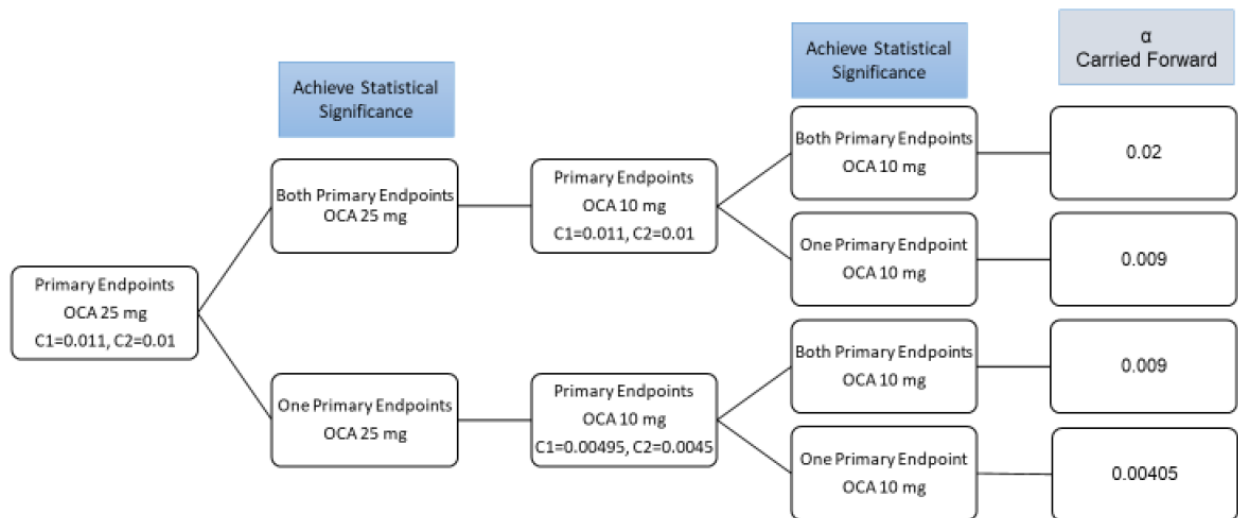 Achieve Statistical
Significance
Achieve Statistical
Significance
α
Carried Forward
Primary Endpoints
OCA 25 mg
C1=0.011, C2=0.01
Both Primary Endpoints
OCA 25 mg
Primary Endpoints
OCA 10 mg
C1=0.011, C2=0.01
Both Primary Endpoints
OCA 10 mg
0.02
One Primary Endpoint
OCA 10 mg
0.009
One Primary Endpoints
OCA 25 mg
Primary Endpoints
OCA 10 mg
C1=0.00495, C2=0.0045
Both Primary Endpoints
OCA 10 mg
0.009
One Primary Endpoint
OCA 10 mg
0.00405